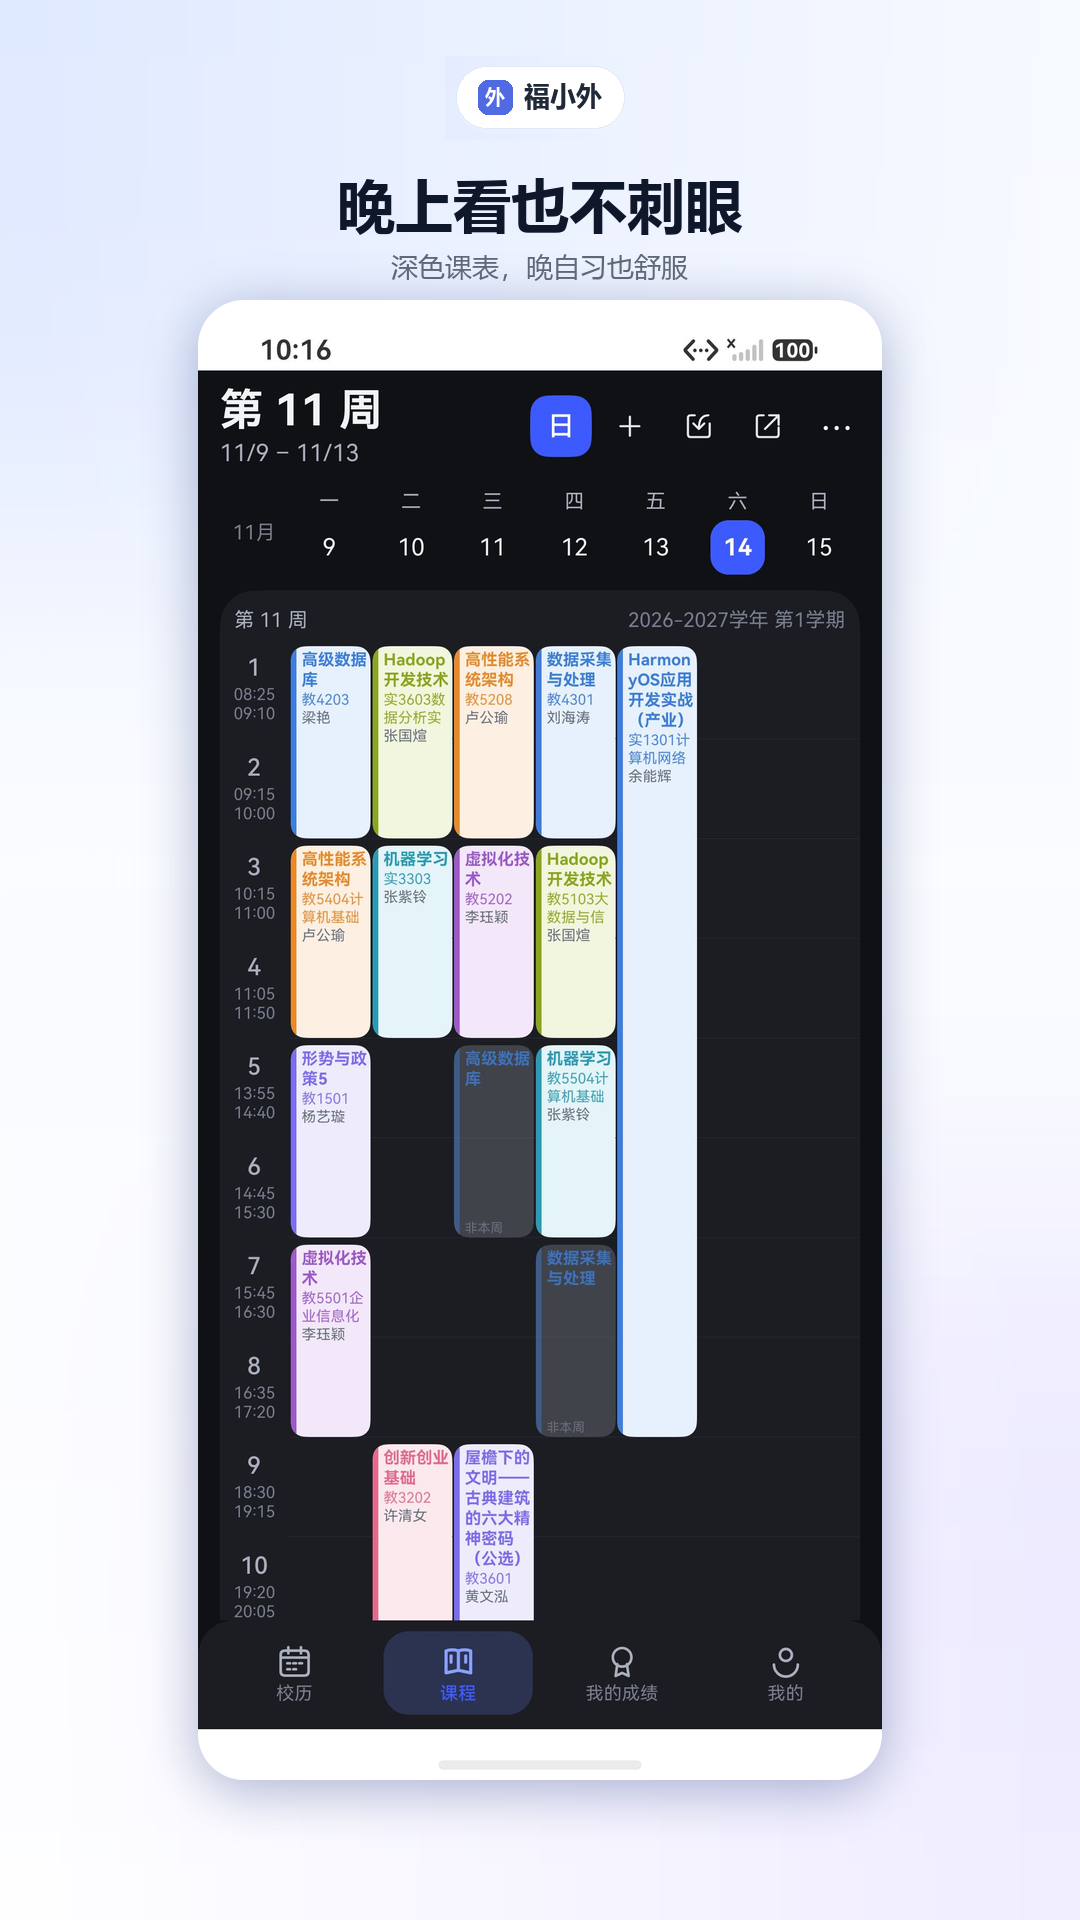 外 福小外
晚上看也不刺眼
深色课表，晚自习也舒服
10:16
100
第 11 周
11/9 – 11/13
日
11月
一 二 三 四 五 六 日
9 10 11 12 13 14 15
第 11 周
2026-2027学年 第1学期
1
08:25
09:10
2
09:15
10:00
3
10:15
11:00
4
11:05
11:50
5
13:55
14:40
6
14:45
15:30
7
15:45
16:30
8
16:35
17:20
9
18:30
19:15
10
19:20
20:05
高级数据
库
教4203
梁艳
Hadoop
开发技术
实3603数
据分析实
张国煊
高性能系
统架构
教5208
卢公瑜
数据采集
与处理
教4301
刘海涛
Harmon
yOS应用
开发实战
（产业）
实1301计
算机网络
余能辉
高性能系
统架构
教5404计
算机基础
卢公瑜
机器学习
实3303
张紫铃
虚拟化技
术
教5202
李珏颖
Hadoop
开发技术
教5103大
数据与信
张国煊
形势与政
策5
教1501
杨艺璇
高级数据
库
非本周
机器学习
教5504计
算机基础
张紫铃
虚拟化技
术
教5501企
业信息化
李珏颖
数据采集
与处理
非本周
创新创业
基础
教3202
许清女
屋檐下的
文明——
古典建筑
的六大精
神密码
（公选）
教3601
黄文泓
校历
课程
我的成绩
我的